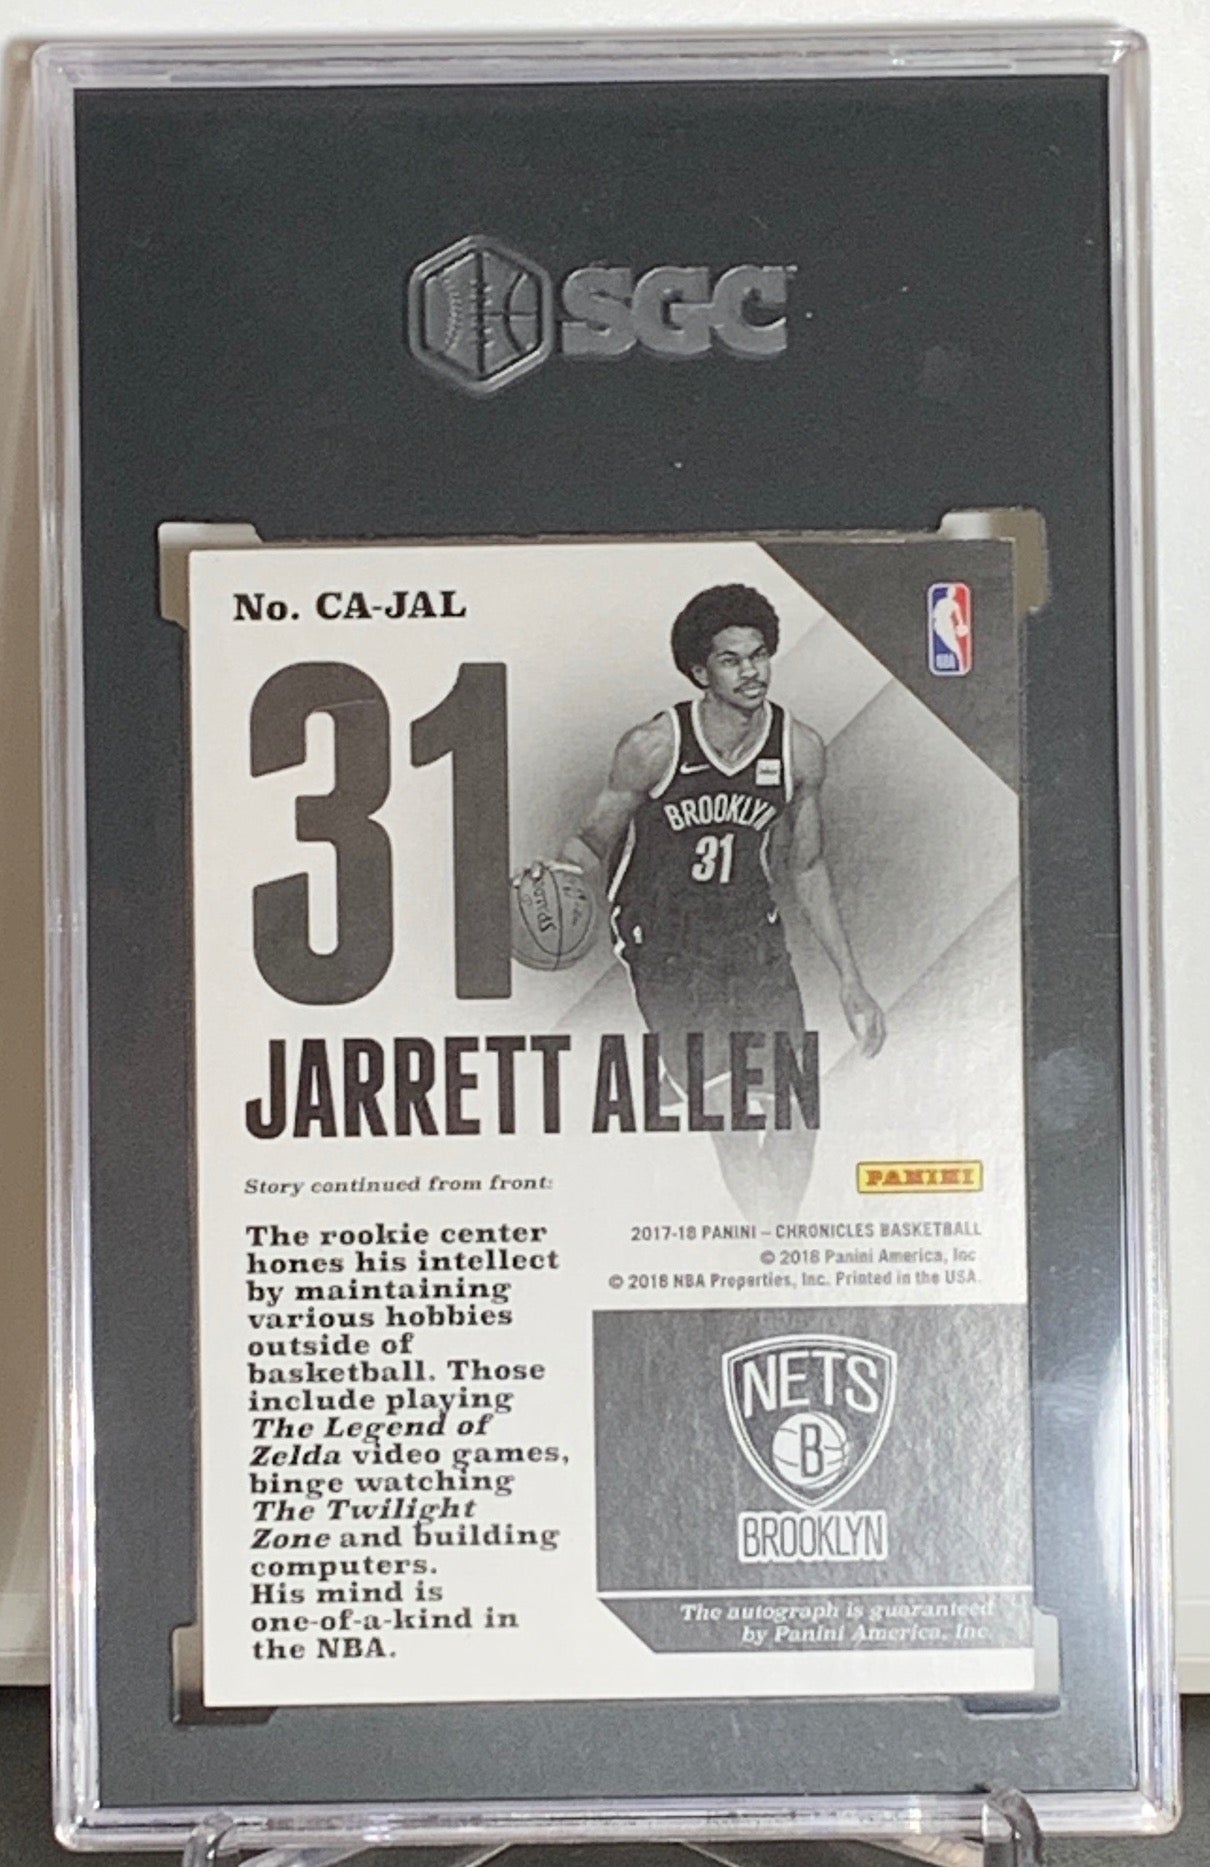 SGC
No. CA-JAL
31
NBA
BROOKLYN
31
SPALDING
JARRETT ALLEN
PANINI
Story continued from front:
The rookie center
hones his intellect
by maintaining
various hobbies
outside of
basketball. Those
include playing
The Legend of
Zelda video games,
binge watching
The Twilight
Zone and building
computers.
His mind is
one-of-a-kind in
the NBA.
2017-18 PANINI – CHRONICLES BASKETBALL
© 2018 Panini America, Inc
© 2018 NBA Properties, Inc. Printed in the USA.
NETS
B
BROOKLYN
The autograph is guaranteed
by Panini America, Inc.